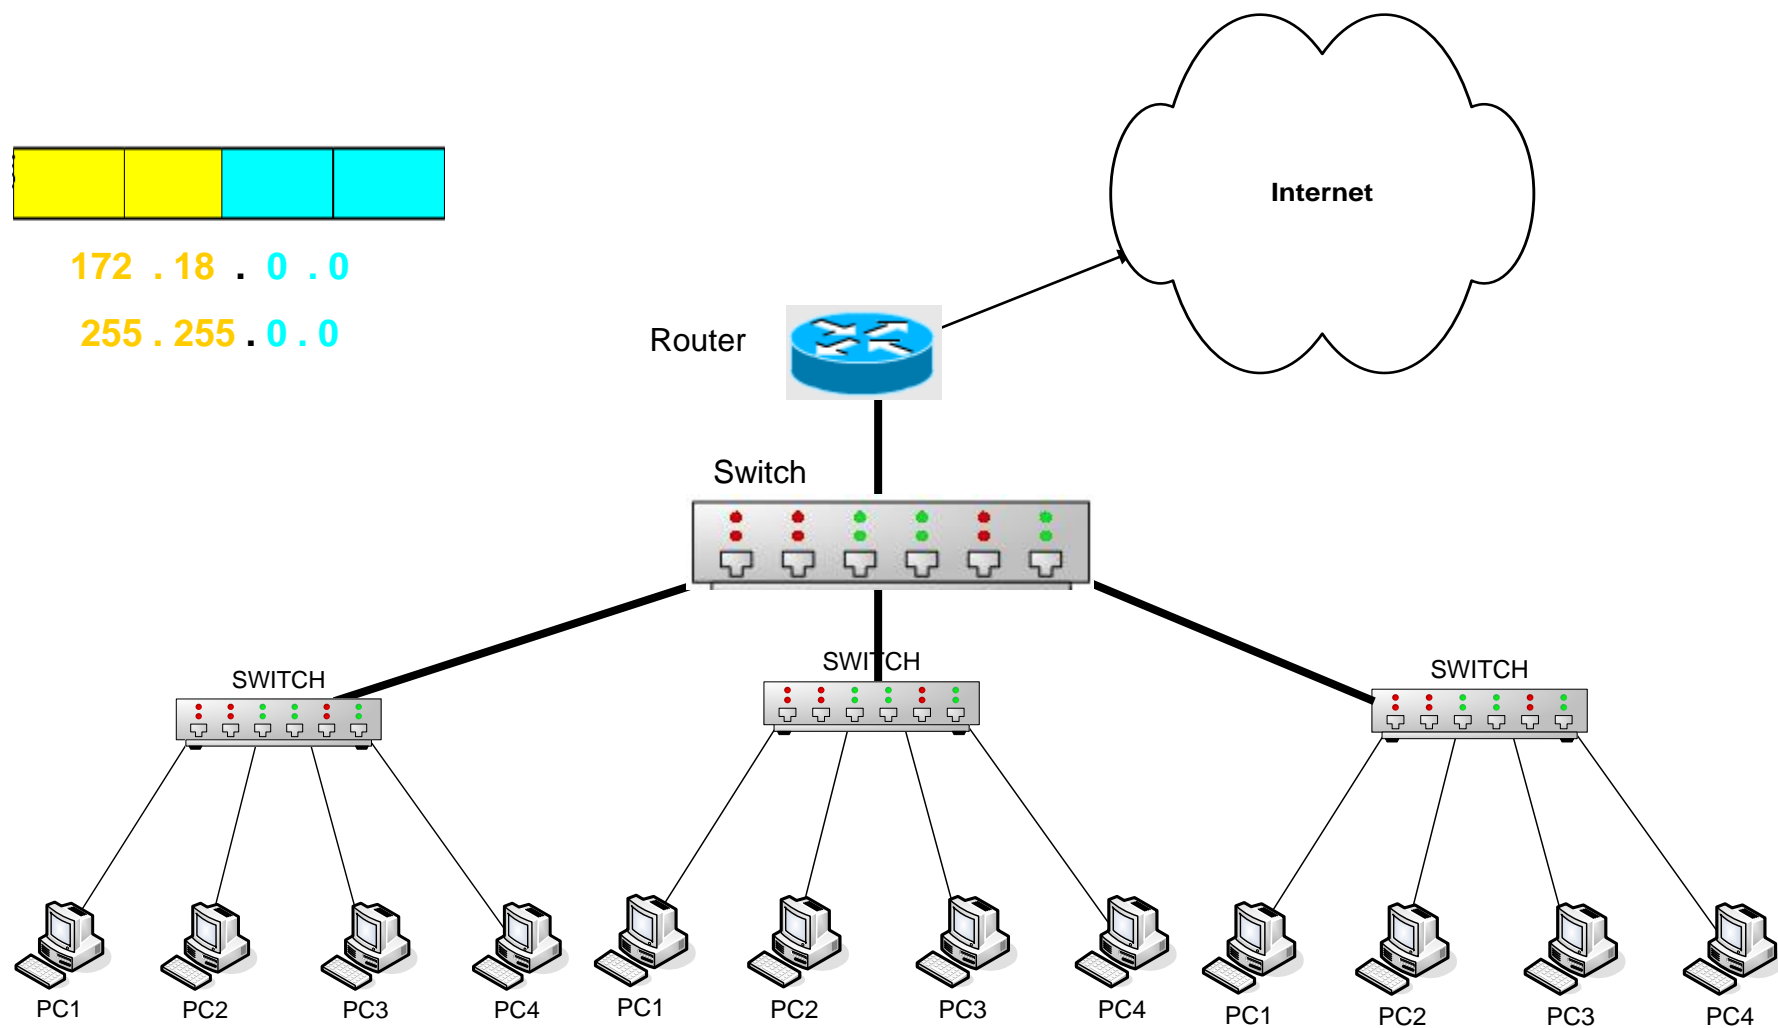 Internet
172 . 18 . 0 . 0
255 . 255 . 0 . 0
Router
Switch
SWITCH
SWITCH
SWITCH
PC1
PC2
PC3
PC4
PC1
PC2
PC3
PC4
PC1
PC2
PC3
PC4